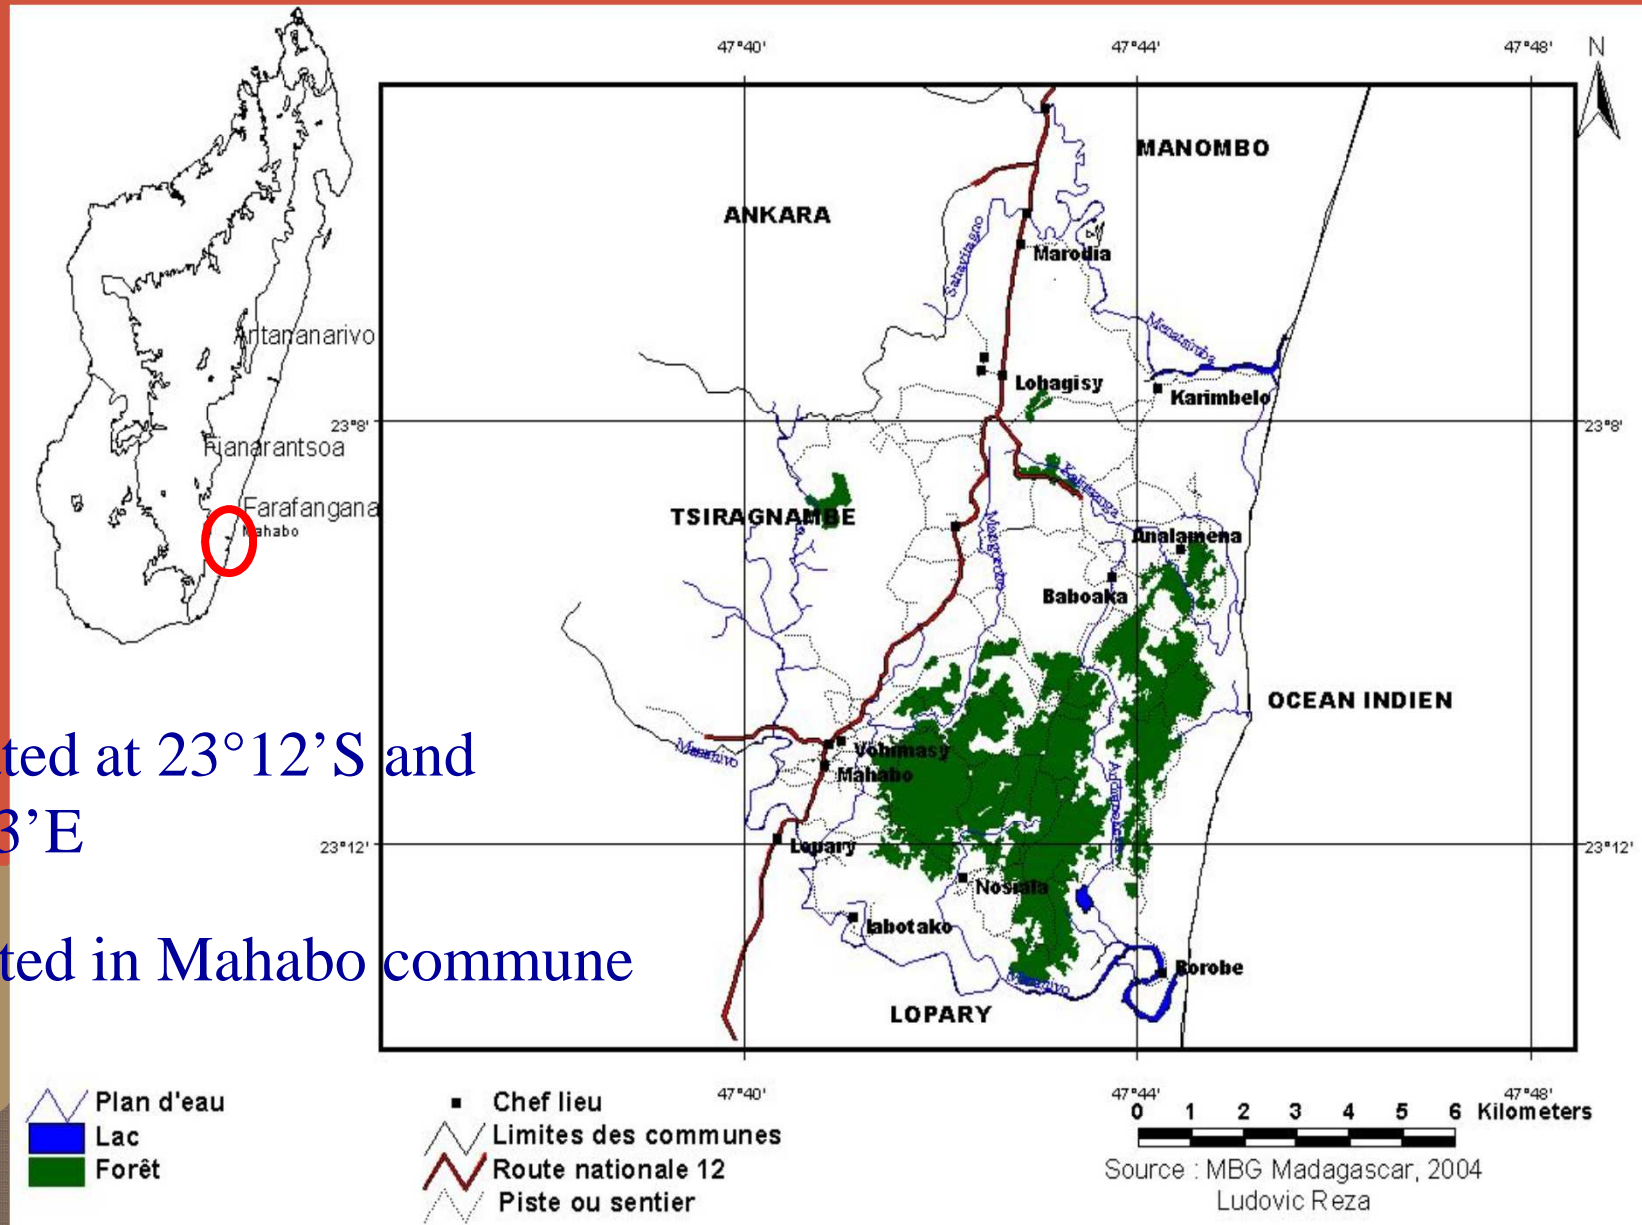 47°40'
47°44'
47°48'
N
MANOMBO
ANKARA
Marodia
Sahavitagno
Menatsimba
Antananarivo
Lohagisy
Karimbelo
23°8'
23°8'
Fianarantsoa
Farafangana
Mahabo
TSIRAGNAMBE
Analamena
Baboaka
OCEAN INDIEN
ted at 23°12’S and
3’E
Vohimasy
Mahabo
23°12'
Lopary
23°12'
Nosiala
Iabotako
ted in Mahabo commune
Borobe
LOPARY
47°40'
47°44'
47°48'
Plan d'eau
Lac
Forêt
Chef lieu
Limites des communes
Route nationale 12
Piste ou sentier
0 1 2 3 4 5 6 Kilometers
Source : MBG Madagascar, 2004
Ludovic Reza